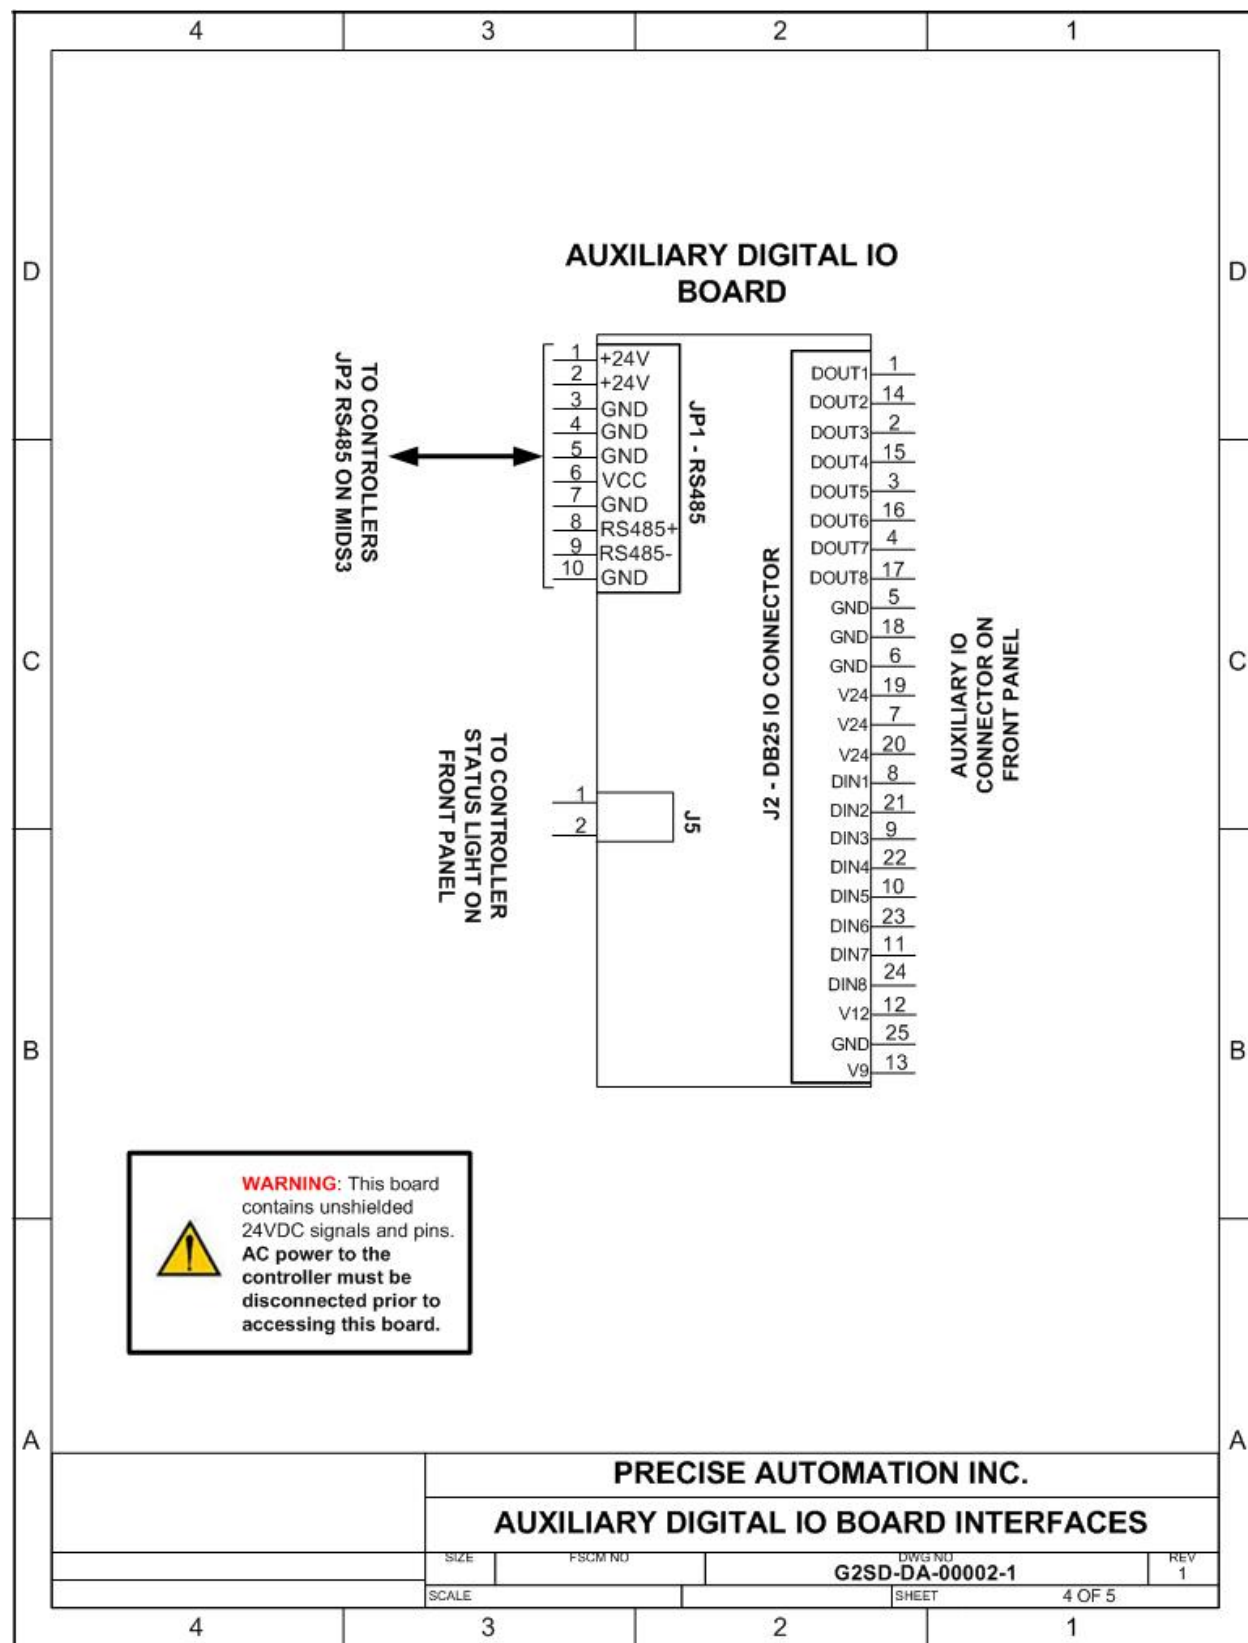 4 3 2 1
AUXILIARY DIGITAL IO
BOARD
D
D
TO CONTROLLERS
JP2 RS485 ON MIDS3
1 +24V
2 +24V
3 GND
4 GND
5 GND
6 VCC
7 GND
8 RS485+
9 RS485-
10 GND
JP1 - RS485
TO CONTROLLER
STATUS LIGHT ON
FRONT PANEL
1
2
J5
J2 - DB25 IO CONNECTOR
DOUT1 1
DOUT2 14
DOUT3 2
DOUT4 15
DOUT5 3
DOUT6 16
DOUT7 4
DOUT8 17
GND 5
GND 18
GND 6
V24 19
V24 7
V24 20
DIN1 8
DIN2 21
DIN3 9
DIN4 22
DIN5 10
DIN6 23
DIN7 11
DIN8 24
V12 12
GND 25
V9 13
AUXILIARY IO
CONNECTOR ON
FRONT PANEL
C
C
B
B
WARNING: This board
contains unshielded
24VDC signals and pins.
AC power to the
controller must be
disconnected prior to
accessing this board.
A
A
PRECISE AUTOMATION INC.
AUXILIARY DIGITAL IO BOARD INTERFACES
SIZE FSCM NO DWG NO REV
G2SD-DA-00002-1 1
SCALE SHEET 4 OF 5
4 3 2 1